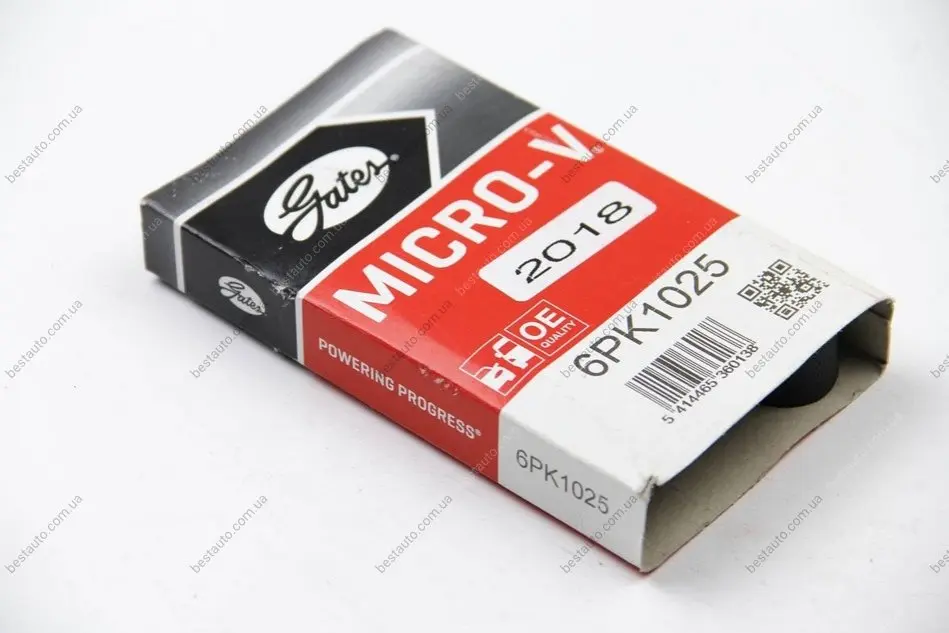 Gates®
MICRO-V®
2018
OE
QUALITY
6PK1025
5 414465 360138
Gates
POWERING PROGRESS®
6PK1025
bestauto.com.ua